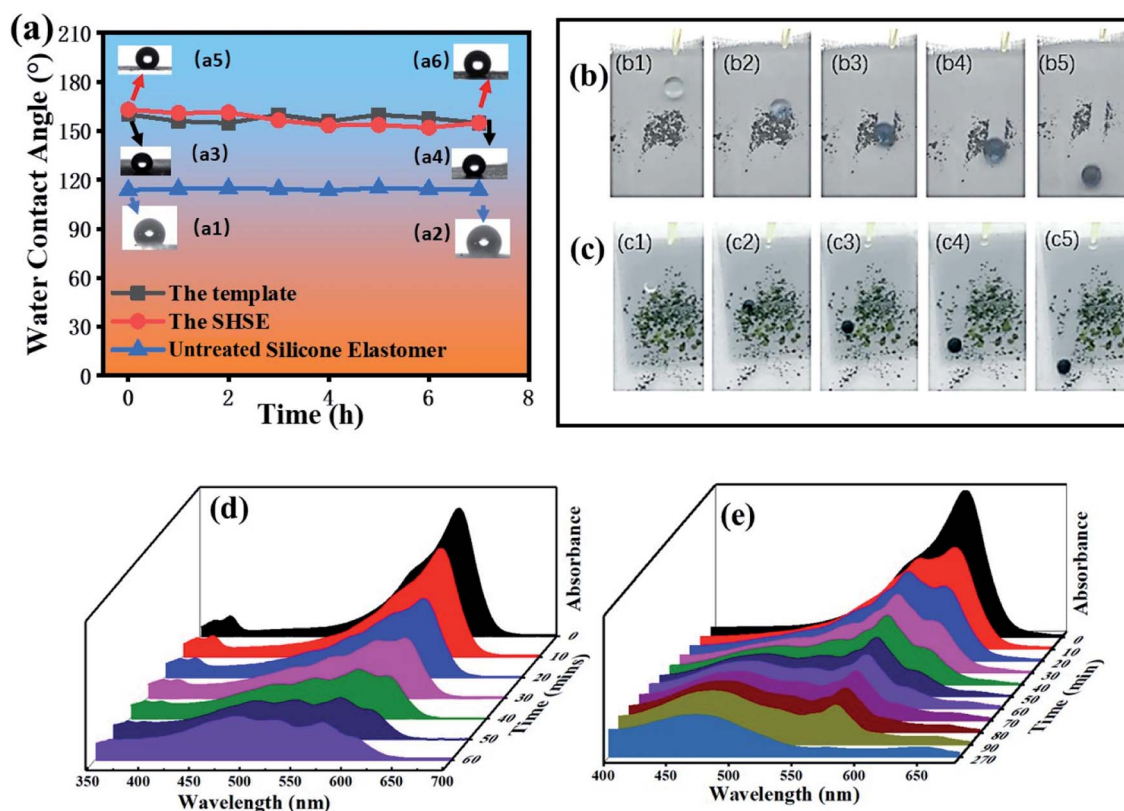 (a)
210
180
150
120
90
60
30
0
Water Contact Angle (°)
(a5)
(a6)
(a3)
(a4)
(a1)
(a2)
The template
The SHSE
Untreated Silicone Elastomer
0 2 4 6 8
Time (h)
(b)
(b1) (b2) (b3) (b4) (b5)
(c)
(c1) (c2) (c3) (c4) (c5)
(d)
Absorbance
0
10
20
30
40
50
60
Time (mins)
350 400 450 500 550 600 650 700
Wavelength (nm)
(e)
Absorbance
0
10
20
30
40
50
60
70
80
90
270
Time (min)
400 450 500 550 600 650
Wavelength (nm)